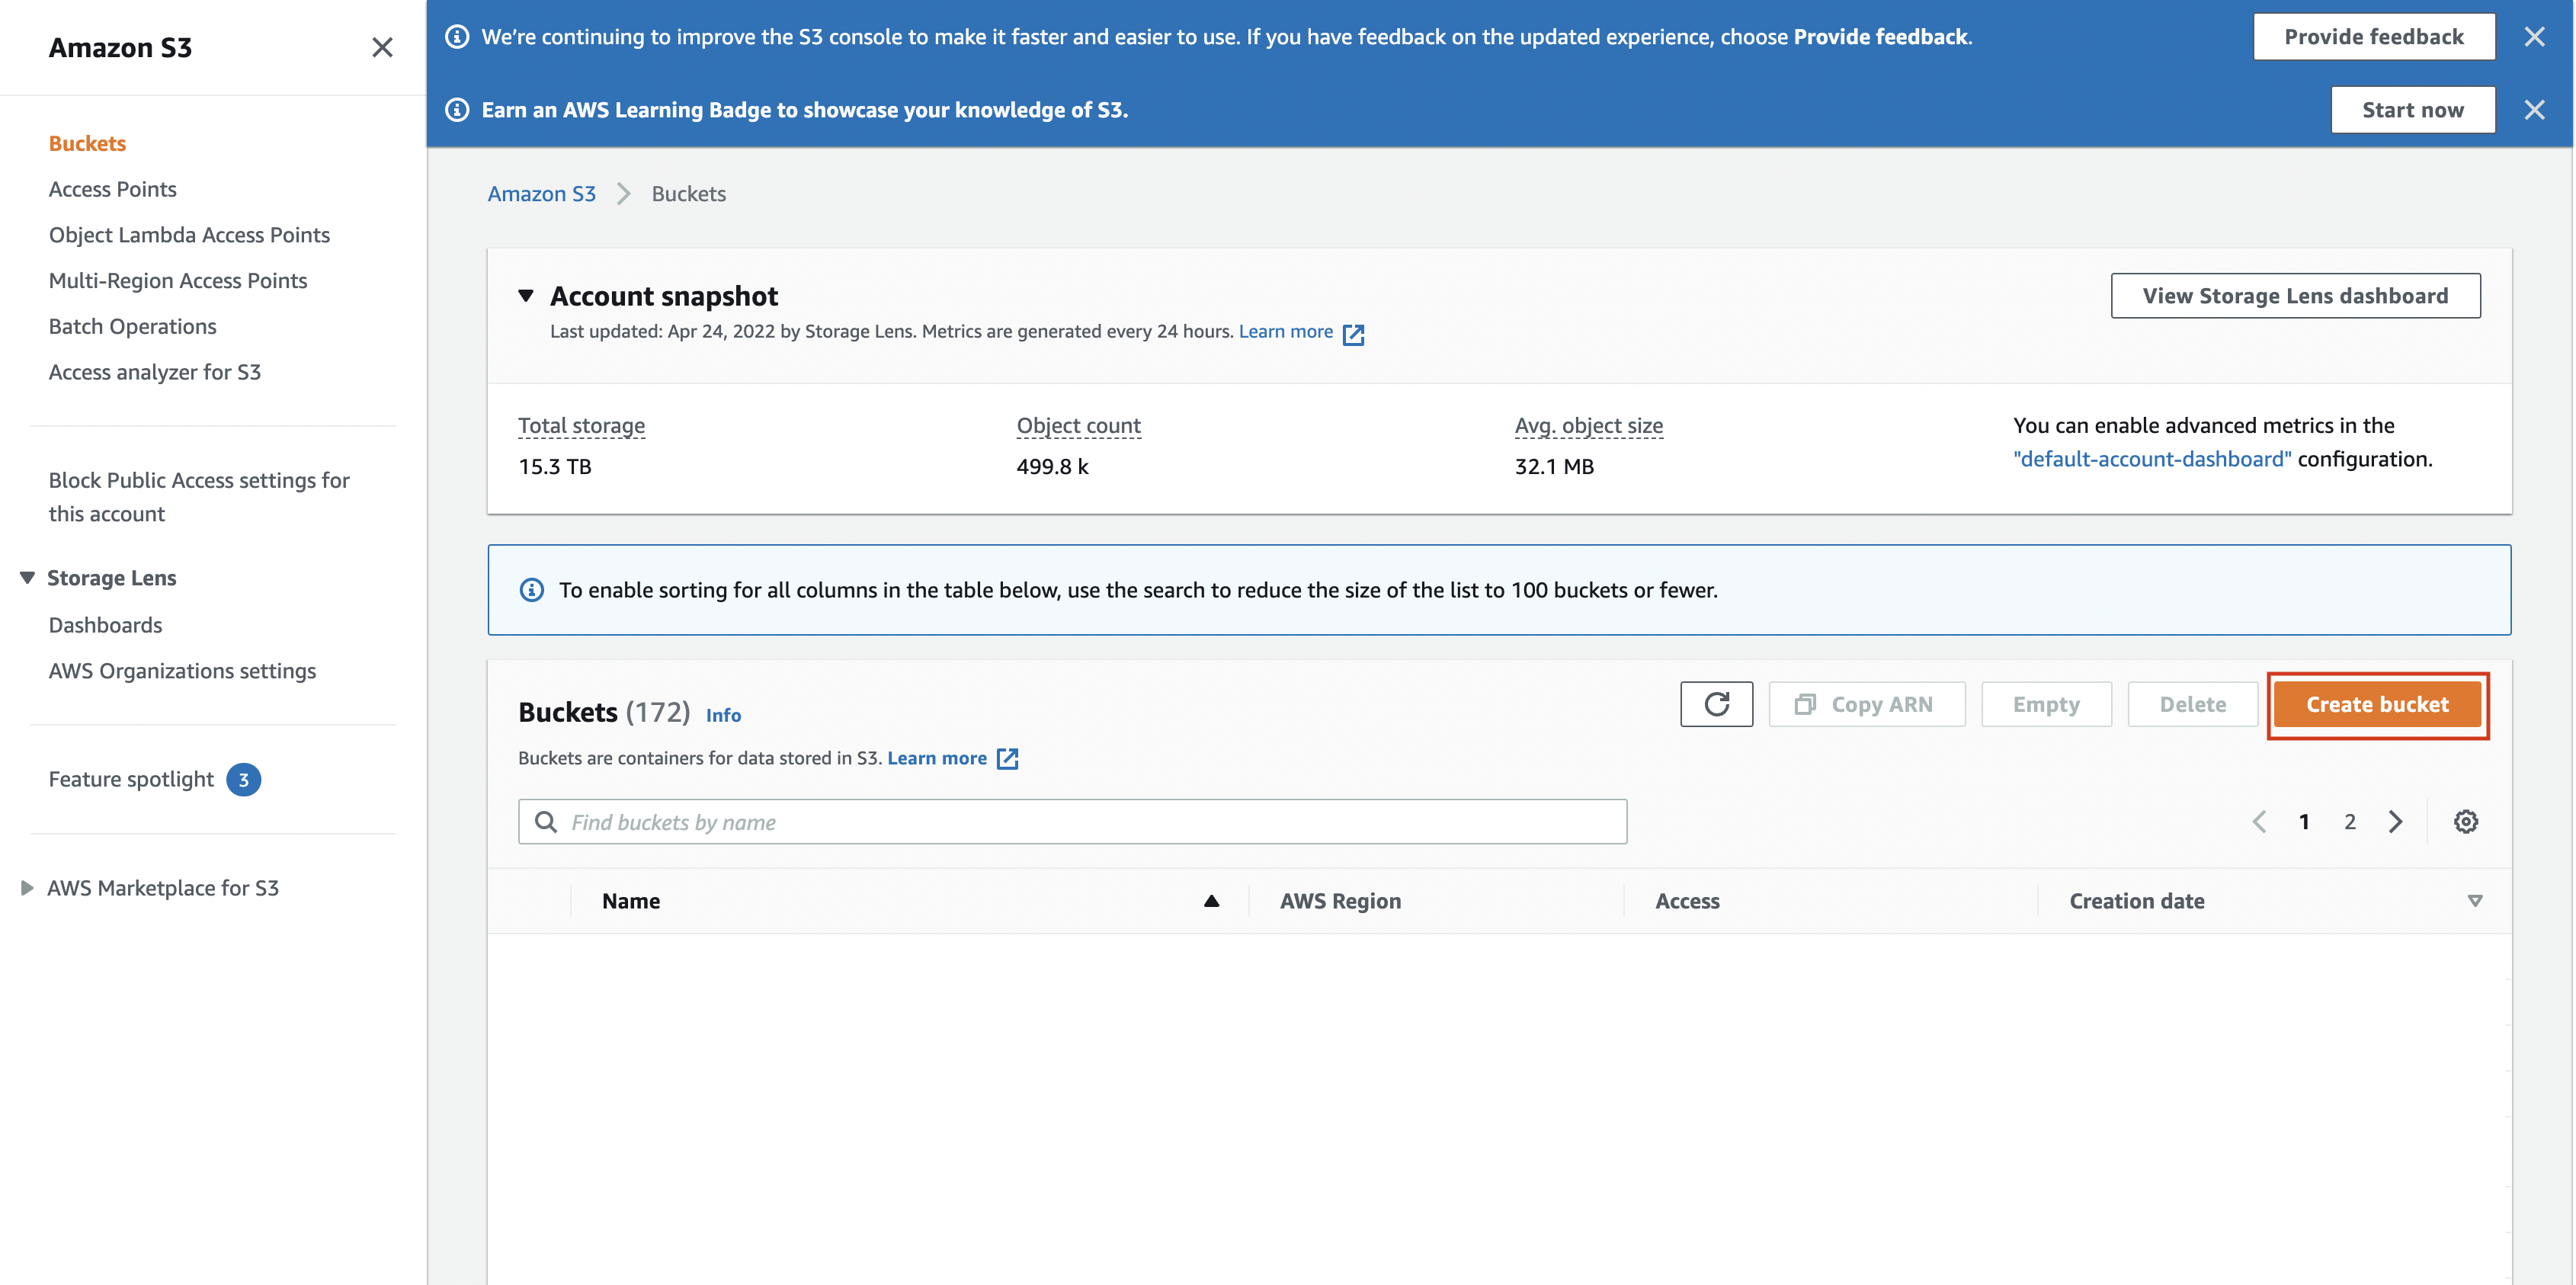 Amazon S3
Buckets
Access Points
Object Lambda Access Points
Multi-Region Access Points
Batch Operations
Access analyzer for S3
Block Public Access settings for
this account
Storage Lens
Dashboards
AWS Organizations settings
Feature spotlight 3
AWS Marketplace for S3
We're continuing to improve the S3 console to make it faster and easier to use. If you have feedback on the updated experience, choose Provide feedback.
Provide feedback
Earn an AWS Learning Badge to showcase your knowledge of S3.
Start now
Amazon S3 > Buckets
Account snapshot
View Storage Lens dashboard
Last updated: Apr 24, 2022 by Storage Lens. Metrics are generated every 24 hours. Learn more
Total storage
15.3 TB
Object count
499.8 k
Avg. object size
32.1 MB
You can enable advanced metrics in the
"default-account-dashboard" configuration.
To enable sorting for all columns in the table below, use the search to reduce the size of the list to 100 buckets or fewer.
Buckets (172) Info
Copy ARN
Empty
Delete
Create bucket
Buckets are containers for data stored in S3. Learn more
Find buckets by name
1 2
Name AWS Region Access Creation date